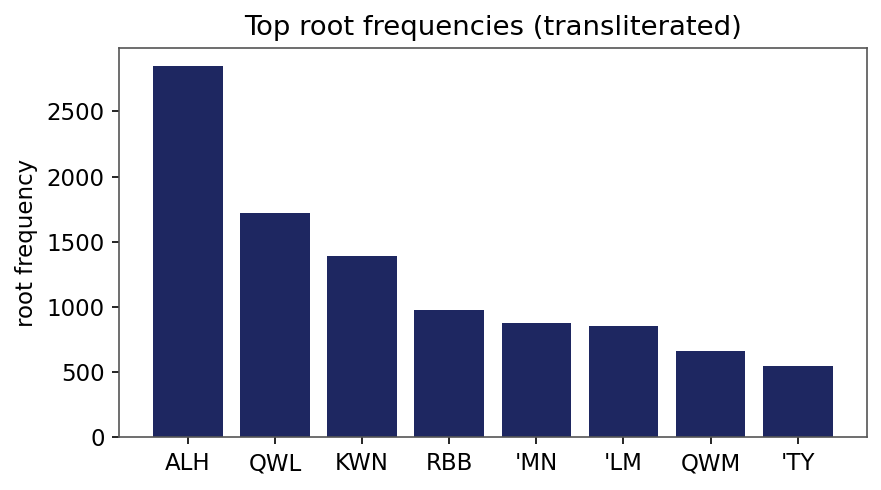 Top root frequencies (transliterated)
root frequency
2500
2000
1500
1000
500
0
ALH QWL KWN RBB 'MN 'LM QWM 'TY